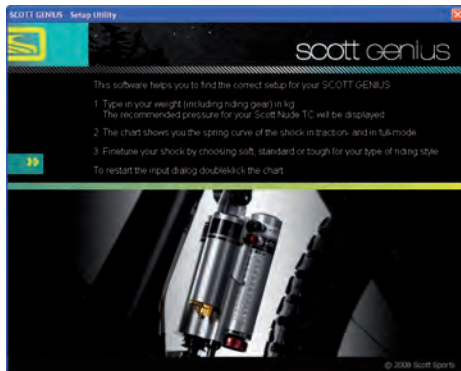 SCOTT GENIUS - Setup Utility
scott Genius
This software helps you to find the correct setup for your SCOTT GENIUS
1 Type in your weight (including riding gear) in kg
The recommended pressure for your Scott Nude TC will be displayed
2 The chart shows you the spring curve of the shock in traction- and in full-mode
3 Finetune your shock by choosing soft, standard or tough for your type of riding style
To restart the input dialog doubleklick the chart
© 2008 Scott Sports